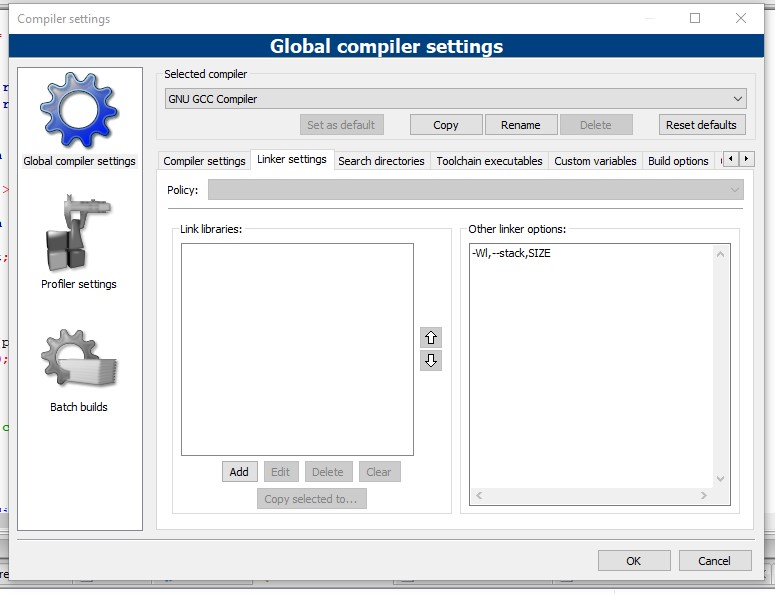 Compiler settings
Global compiler settings
Selected compiler
GNU GCC Compiler
Set as default
Copy
Rename
Delete
Reset defaults
Global compiler settings
Compiler settings
Linker settings
Search directories
Toolchain executables
Custom variables
Build options
Policy:
Link libraries:
Other linker options:
-Wl,--stack,SIZE
Profiler settings
Batch builds
Add
Edit
Delete
Clear
Copy selected to...
OK
Cancel